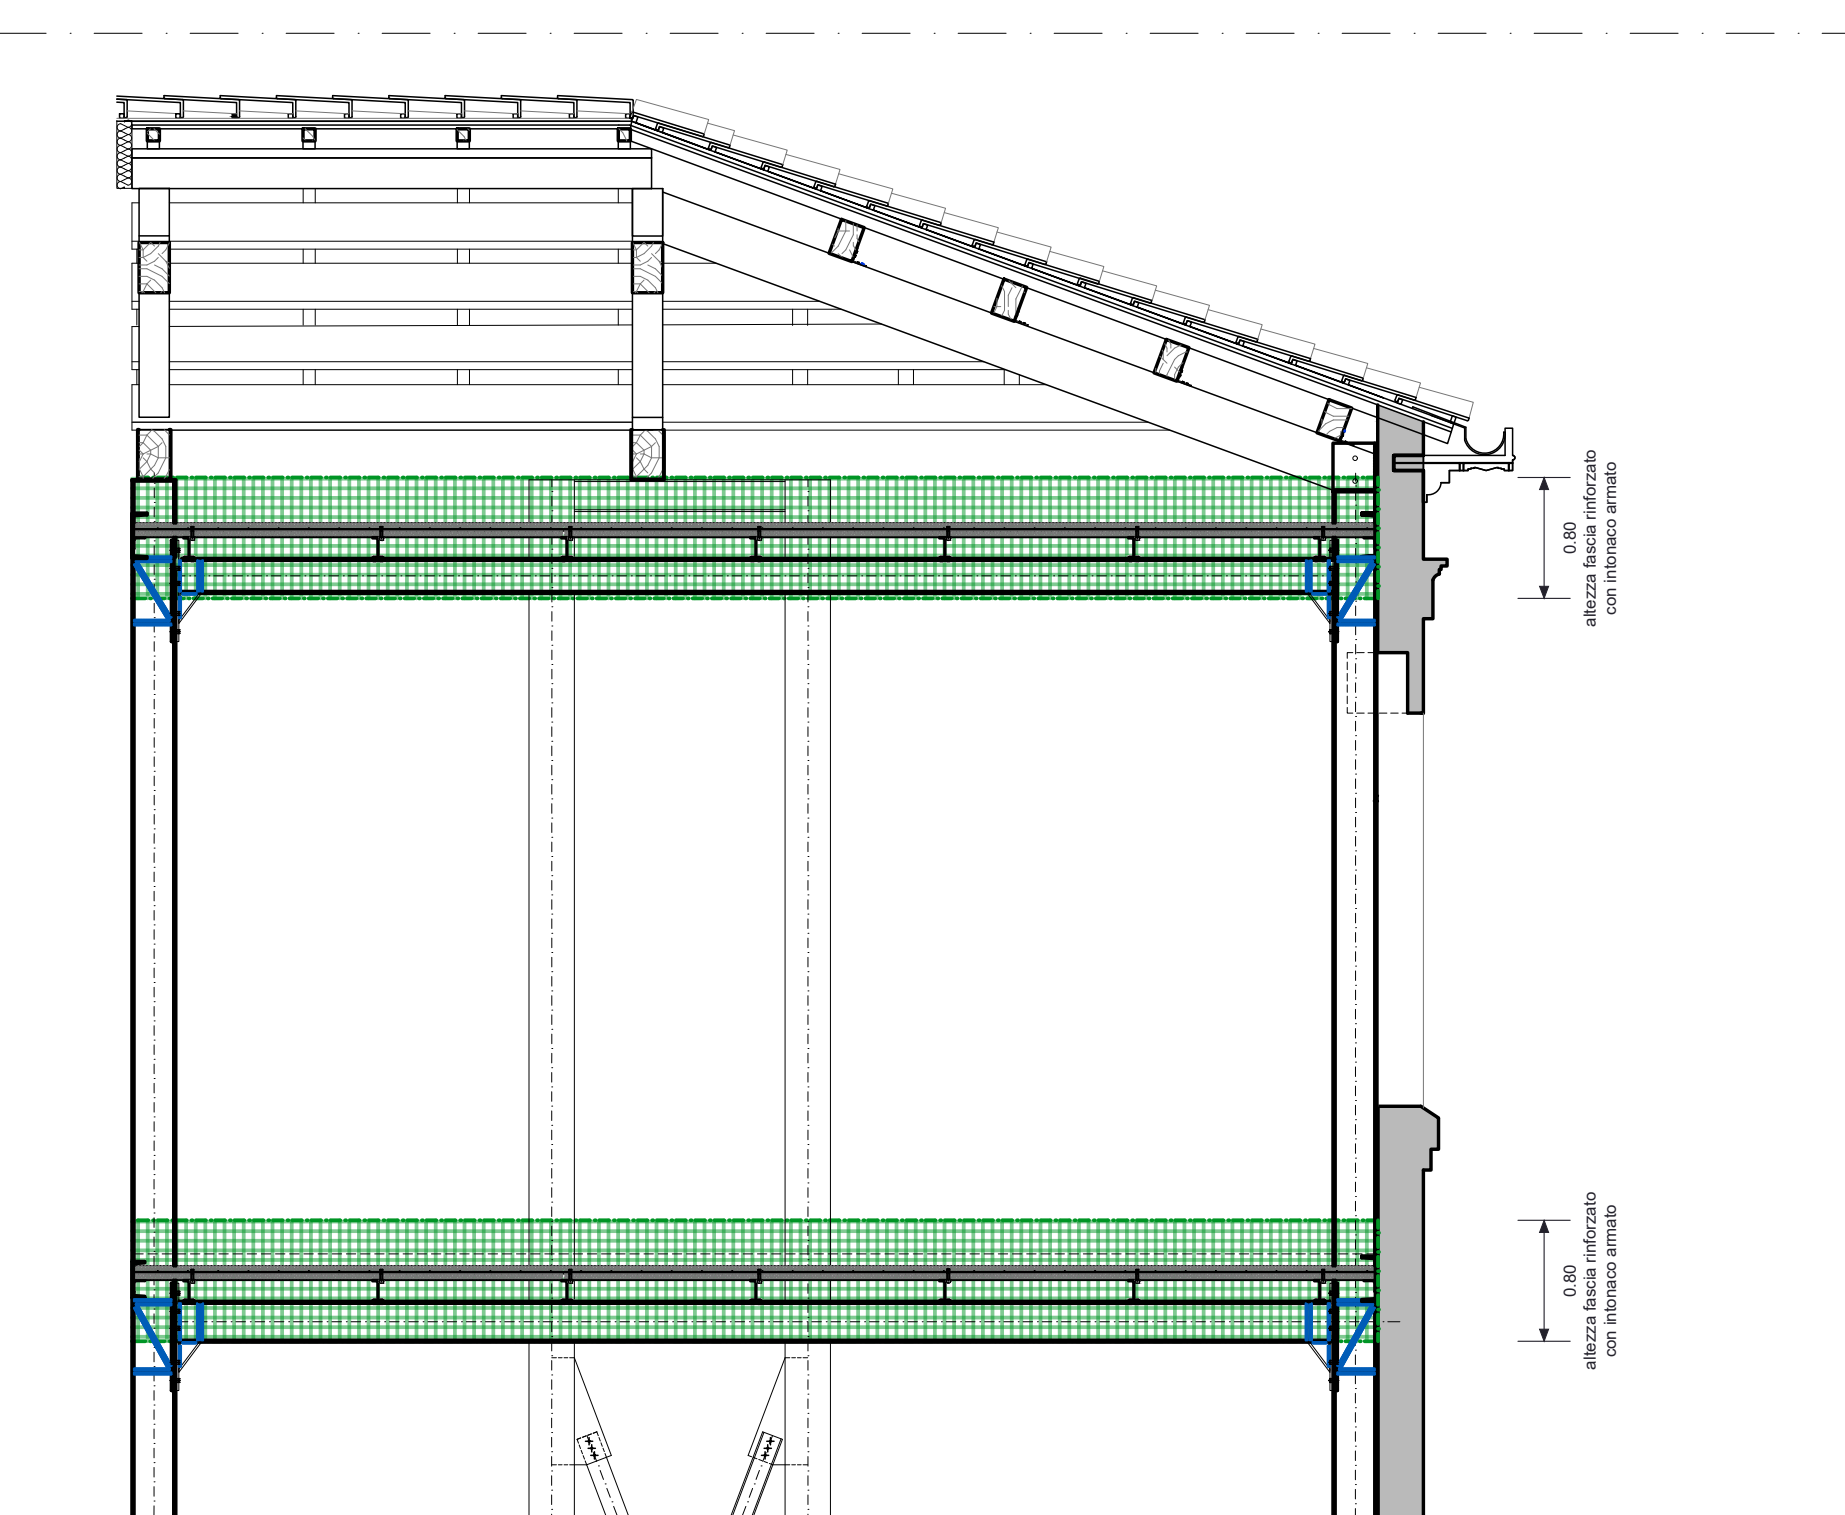 0.80
altezza fascia rinforzato
con intonaco armato
0.80
altezza fascia rinforzato
con intonaco armato